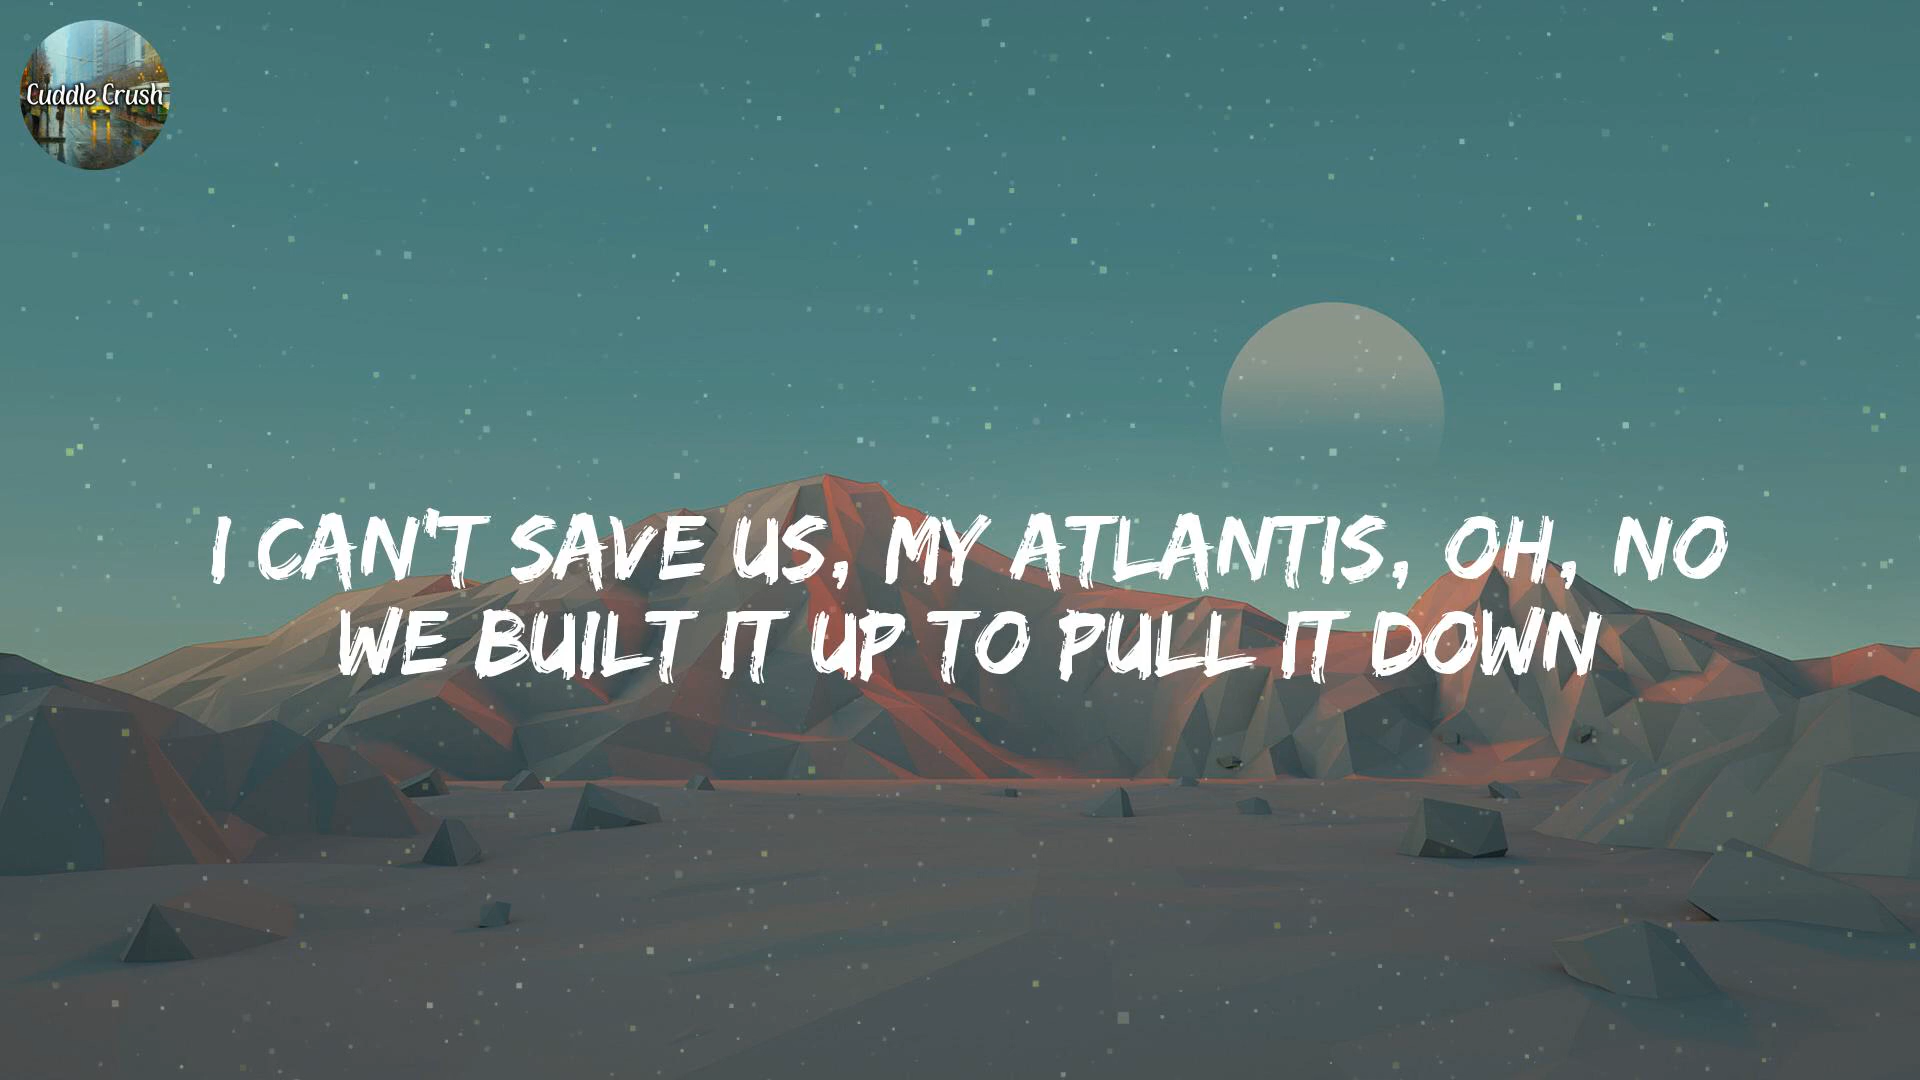 Cuddle Crush
I CAN'T SAVE US, MY ATLANTIS, OH, NO
WE BUILT IT UP TO PULL IT DOWN